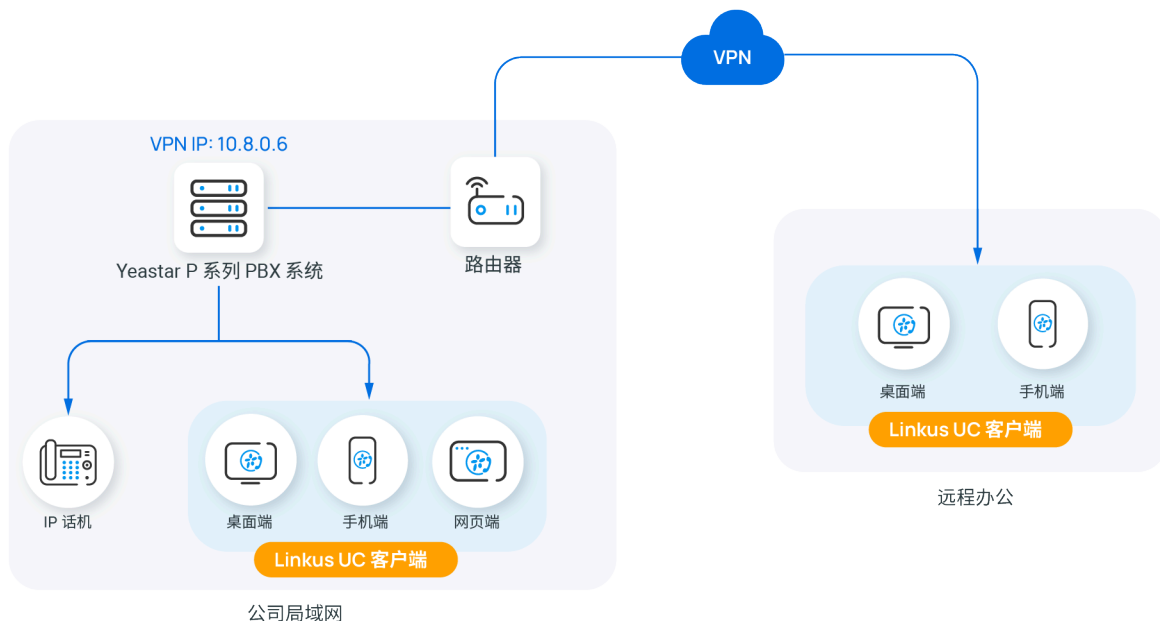 VPN
VPN IP: 10.8.0.6
Yeastar P 系列 PBX 系统
路由器
桌面端
手机端
Linkus UC 客户端
远程办公
IP 话机
桌面端
手机端
网页端
Linkus UC 客户端
公司局域网